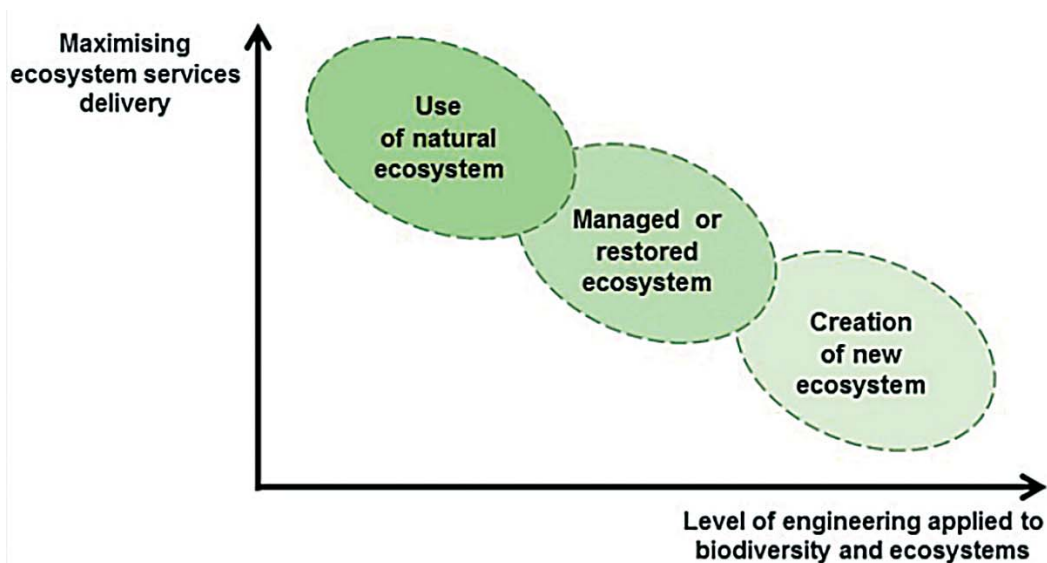 Maximising
ecosystem services
delivery
Use
of natural
ecosystem
Managed or
restored
ecosystem
Creation
of new
ecosystem
Level of engineering applied to
biodiversity and ecosystems